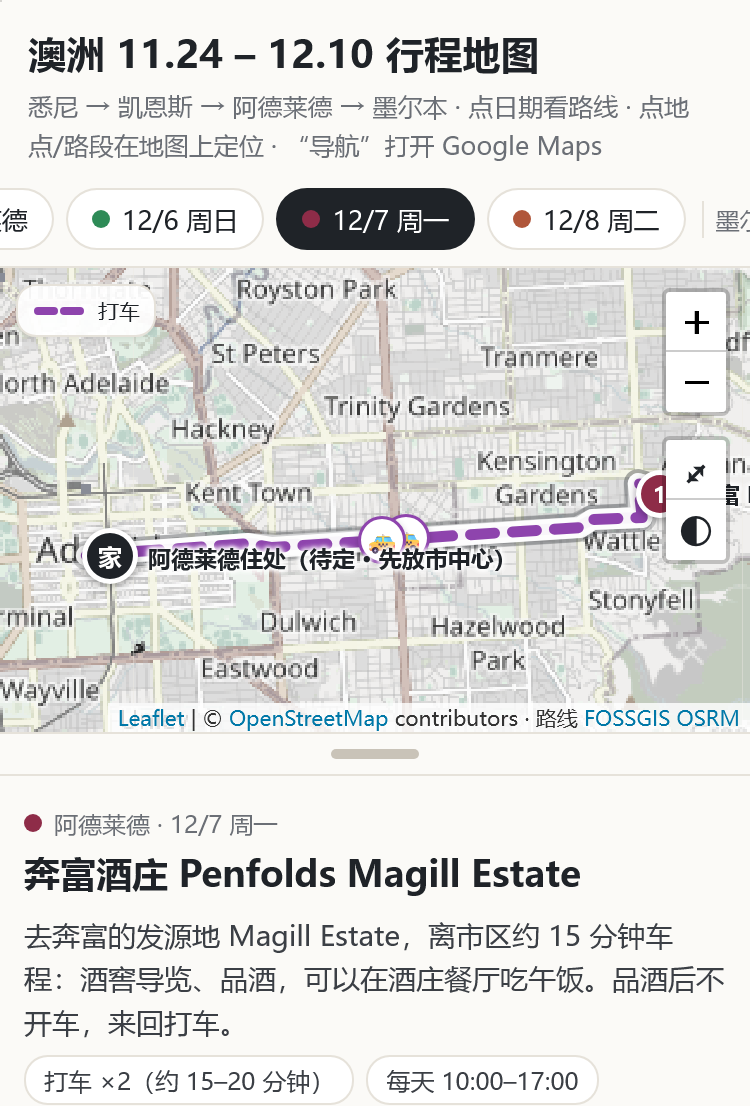 澳洲 11.24 – 12.10 行程地图
悉尼 → 凯恩斯 → 阿德莱德 → 墨尔本 · 点日期看路线 · 点地
点/路段在地图上定位 · “导航”打开 Google Maps
德
12/6 周日
12/7 周一
12/8 周二
打车
Royston Park
St Peters
Tranmere
orth Adelaide
Trinity Gardens
Hackney
Kensington
Gardens
Kent Town
1
富
家
阿德莱德住处（待定 · 先放市中心）
Wattle
Stonyfell
rminal
Dulwich
Hazelwood
Park
Eastwood
Wayville
+
−
Leaflet | © OpenStreetMap contributors · 路线 FOSSGIS OSRM
阿德莱德 · 12/7 周一
奔富酒庄 Penfolds Magill Estate
去奔富的发源地 Magill Estate，离市区约 15 分钟车
程：酒窖导览、品酒，可以在酒庄餐厅吃午饭。品酒后不
开车，来回打车。
打车 ×2（约 15–20 分钟）
每天 10:00–17:00